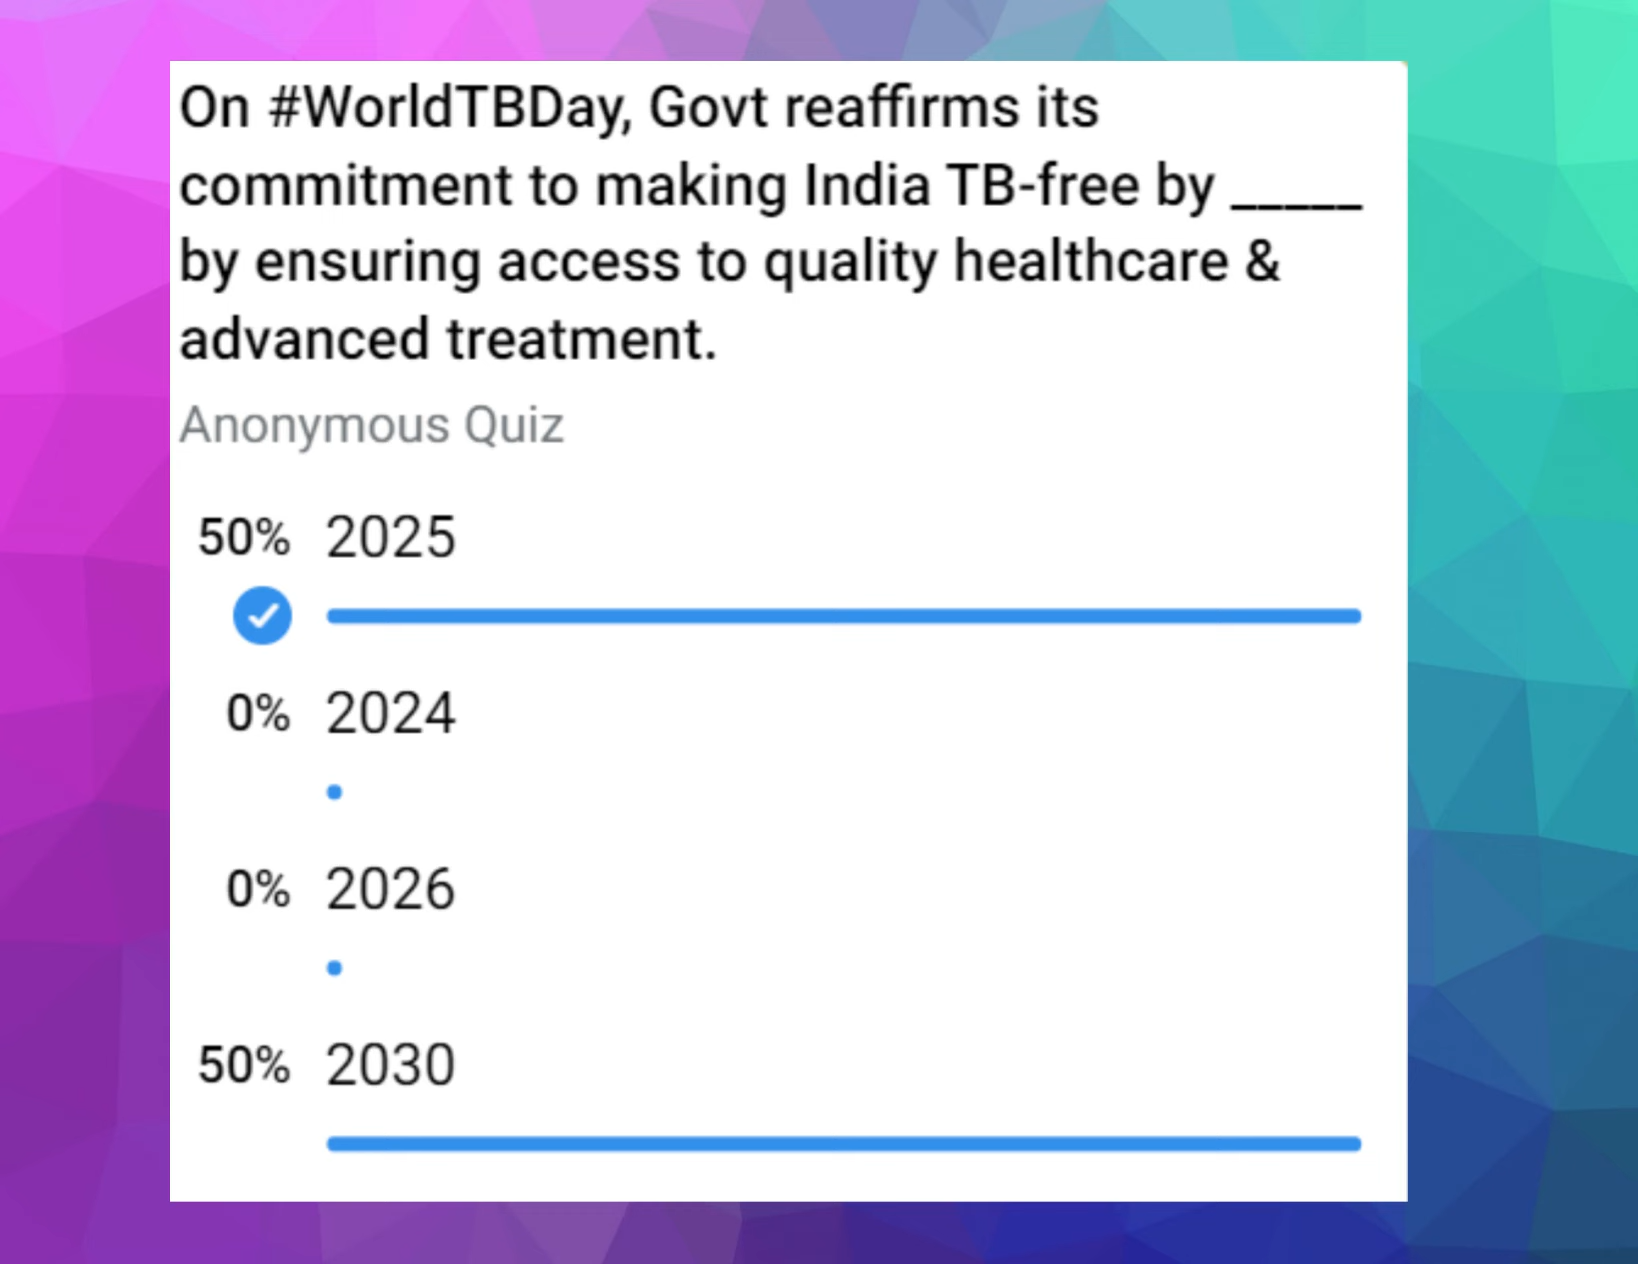 On #WorldTBDay, Govt reaffirms its
commitment to making India TB-free by _____
by ensuring access to quality healthcare &
advanced treatment.
Anonymous Quiz
50% 2025
0% 2024
0% 2026
50% 2030